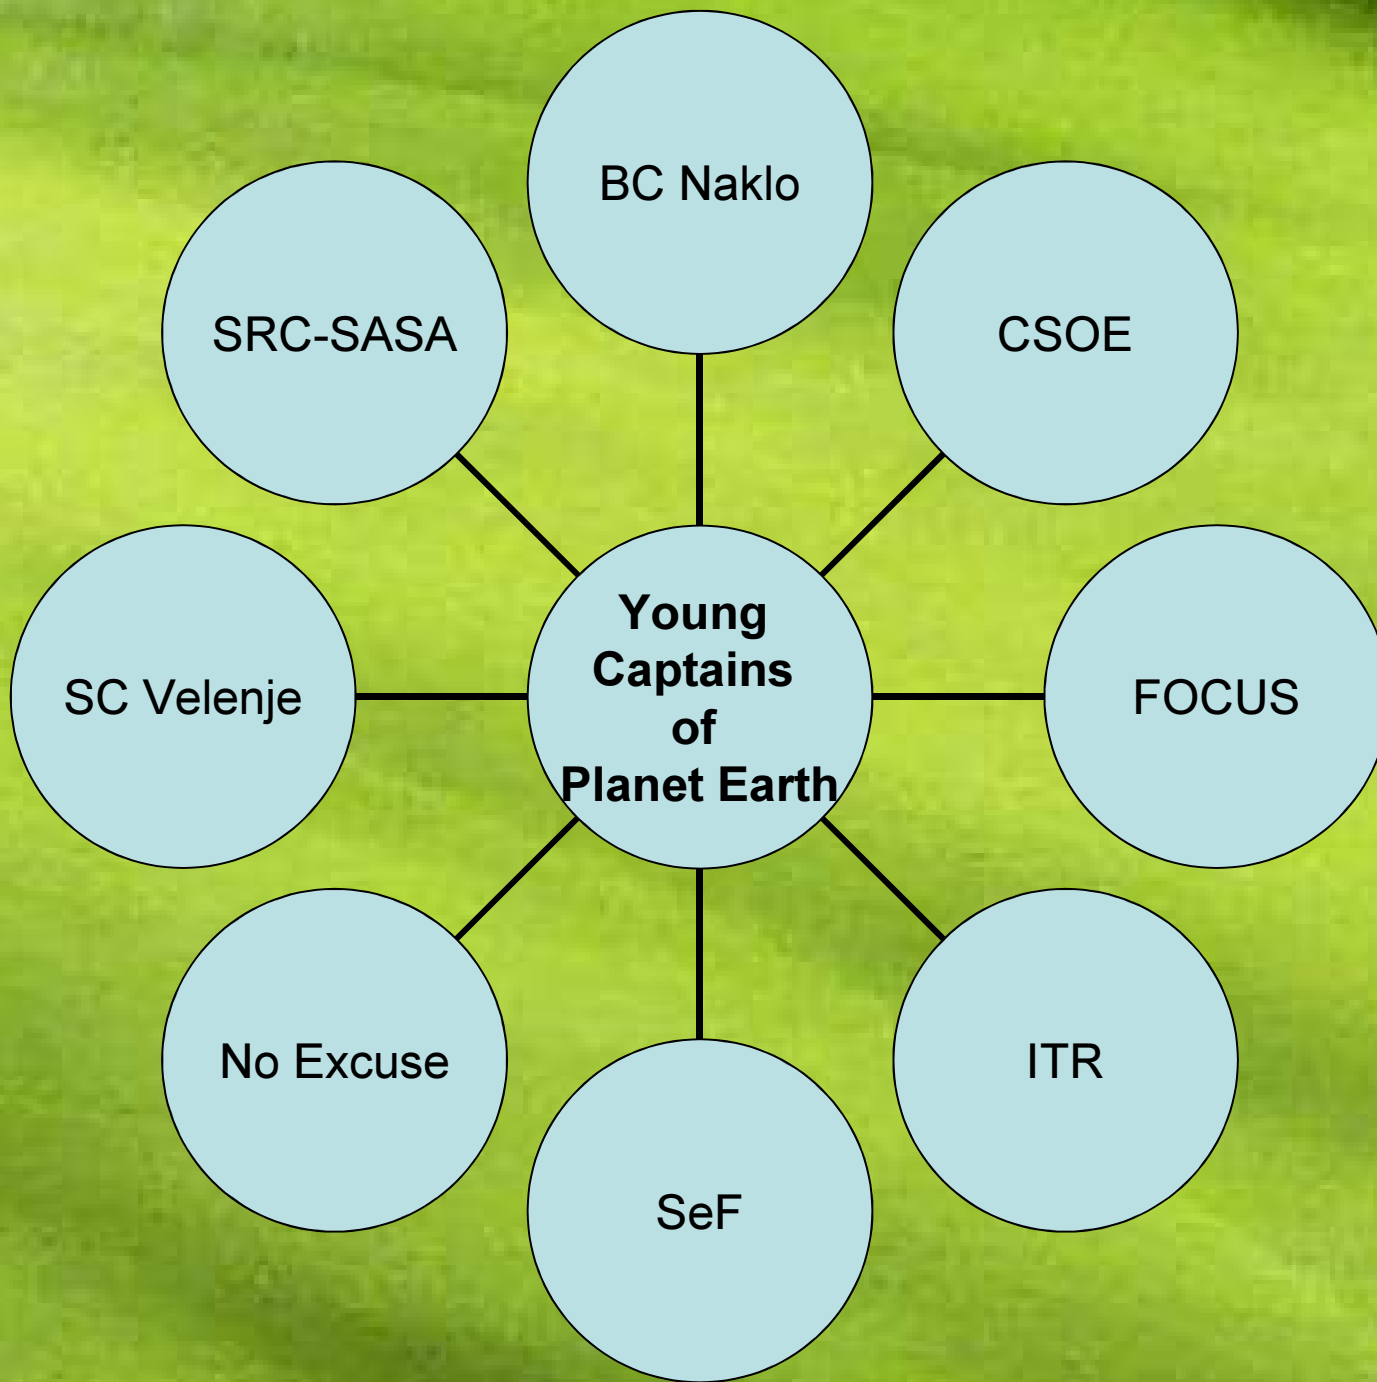 BC Naklo
SRC-SASA
CSOE
Young
Captains
of
Planet Earth
SC Velenje
FOCUS
No Excuse
ITR
SeF